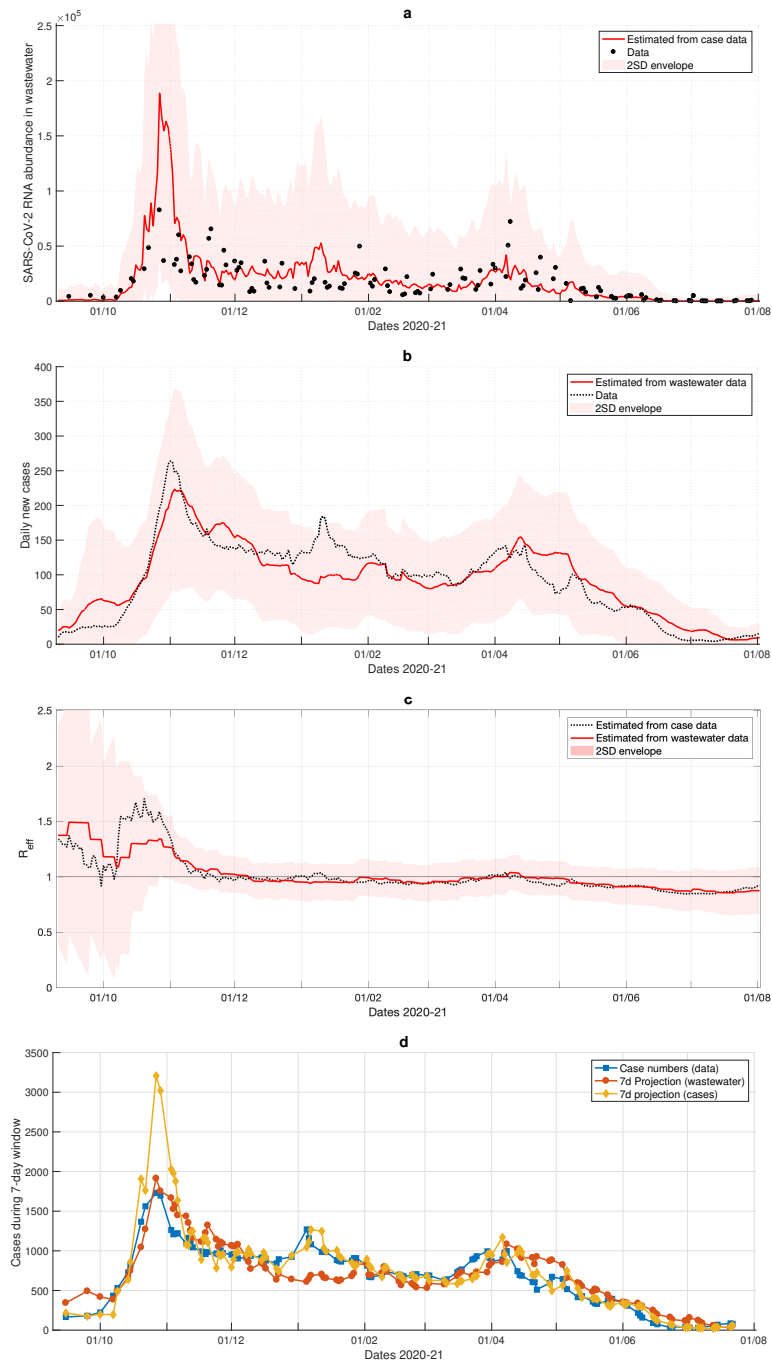 a
×10⁵
2.5
2
1.5
1
0.5
0
SARS-CoV-2 RNA abundance in wastewater
Estimated from case data
Data
2SD envelope
01/10 01/12 01/02 01/04 01/06 01/08
Dates 2020-21
b
400
350
300
250
200
150
100
50
0
Daily new cases
Estimated from wastewater data
Data
2SD envelope
01/10 01/12 01/02 01/04 01/06 01/08
Dates 2020-21
c
2.5
2
1.5
1
0.5
0
R_eff
Estimated from case data
Estimated from wastewater data
2SD envelope
01/10 01/12 01/02 01/04 01/06 01/08
Dates 2020-21
d
3500
3000
2500
2000
1500
1000
500
0
Cases during 7-day window
Case numbers (data)
7d Projection (wastewater)
7d projection (cases)
01/10 01/12 01/02 01/04 01/06 01/08
Dates 2020-21